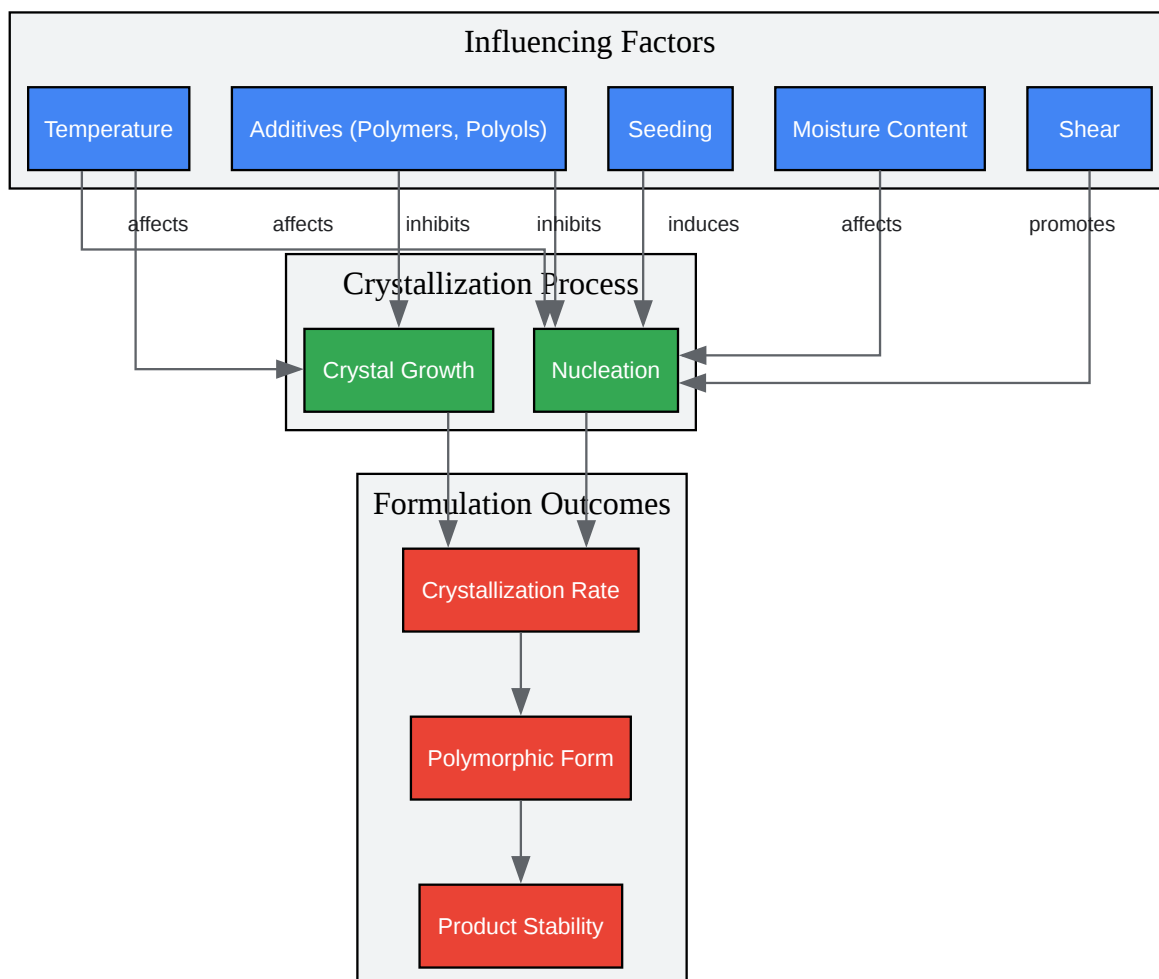 Influencing Factors
Temperature
Additives (Polymers, Polyols)
Seeding
Moisture Content
Shear
affects
affects
inhibits
inhibits
induces
affects
promotes
Crystallization Process
Crystal Growth
Nucleation
Formulation Outcomes
Crystallization Rate
Polymorphic Form
Product Stability